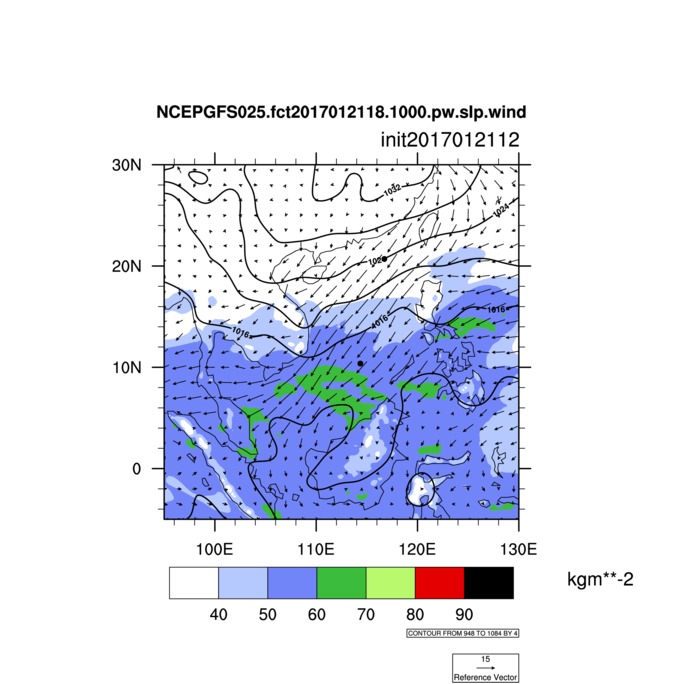 NCEPGFS025.fct2017012118.1000.pw.slp.wind
init2017012112
30N
20N
10N
0
1032
1024
102
1016
1016
1016
100E
110E
120E
130E
kgm**-2
40
50
60
70
80
90
CONTOUR FROM 948 TO 1084 BY 4
15
Reference Vector